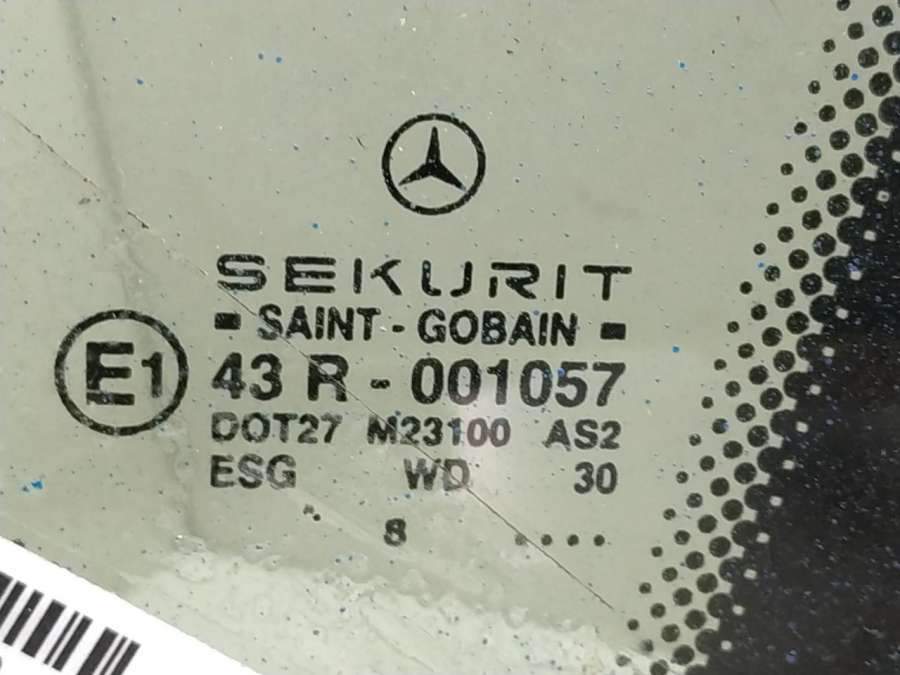 SEKURIT
▪ SAINT-GOBAIN ▪
E1 43 R - 001057
DOT27 M23100 AS2
ESG WD 30
8 ....